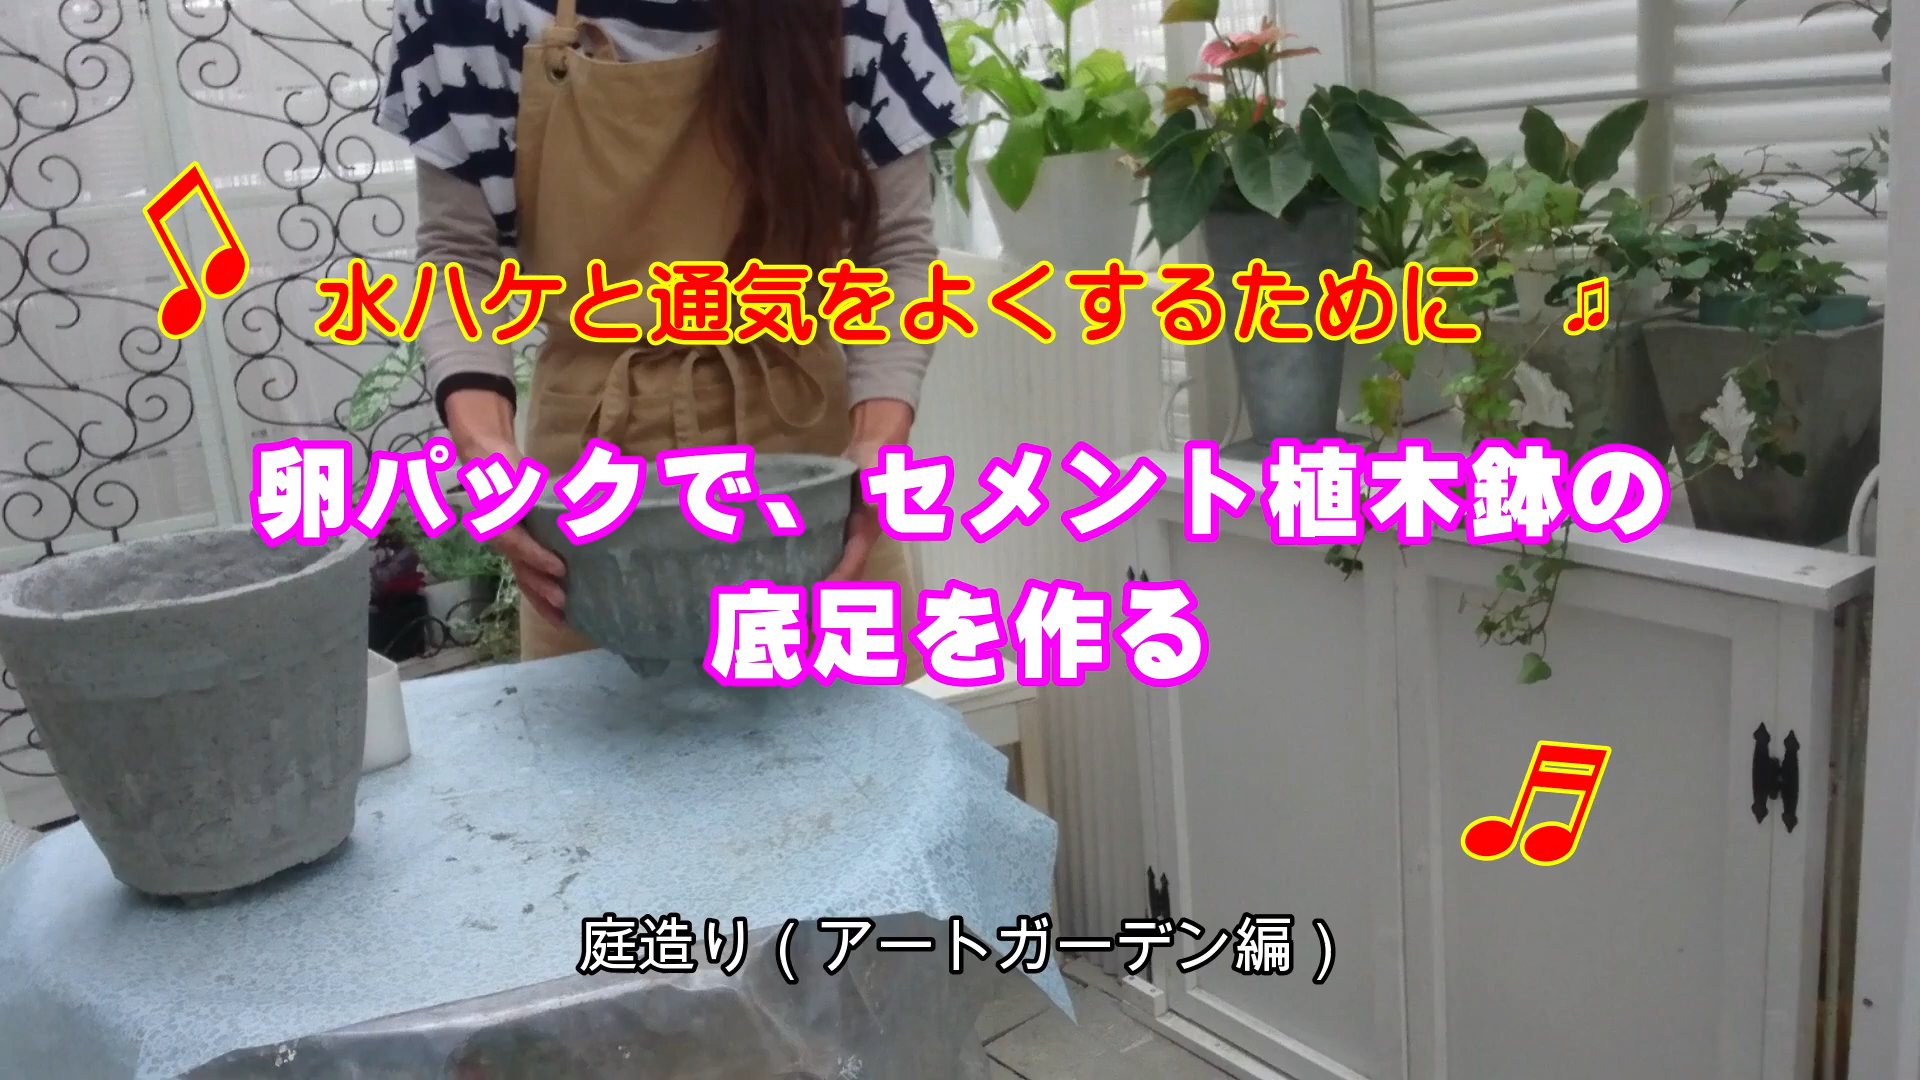 水ハケと通気をよくするために ♫
卵パックで、セメント植木鉢の
底足を作る
庭造り(アートガーデン編)